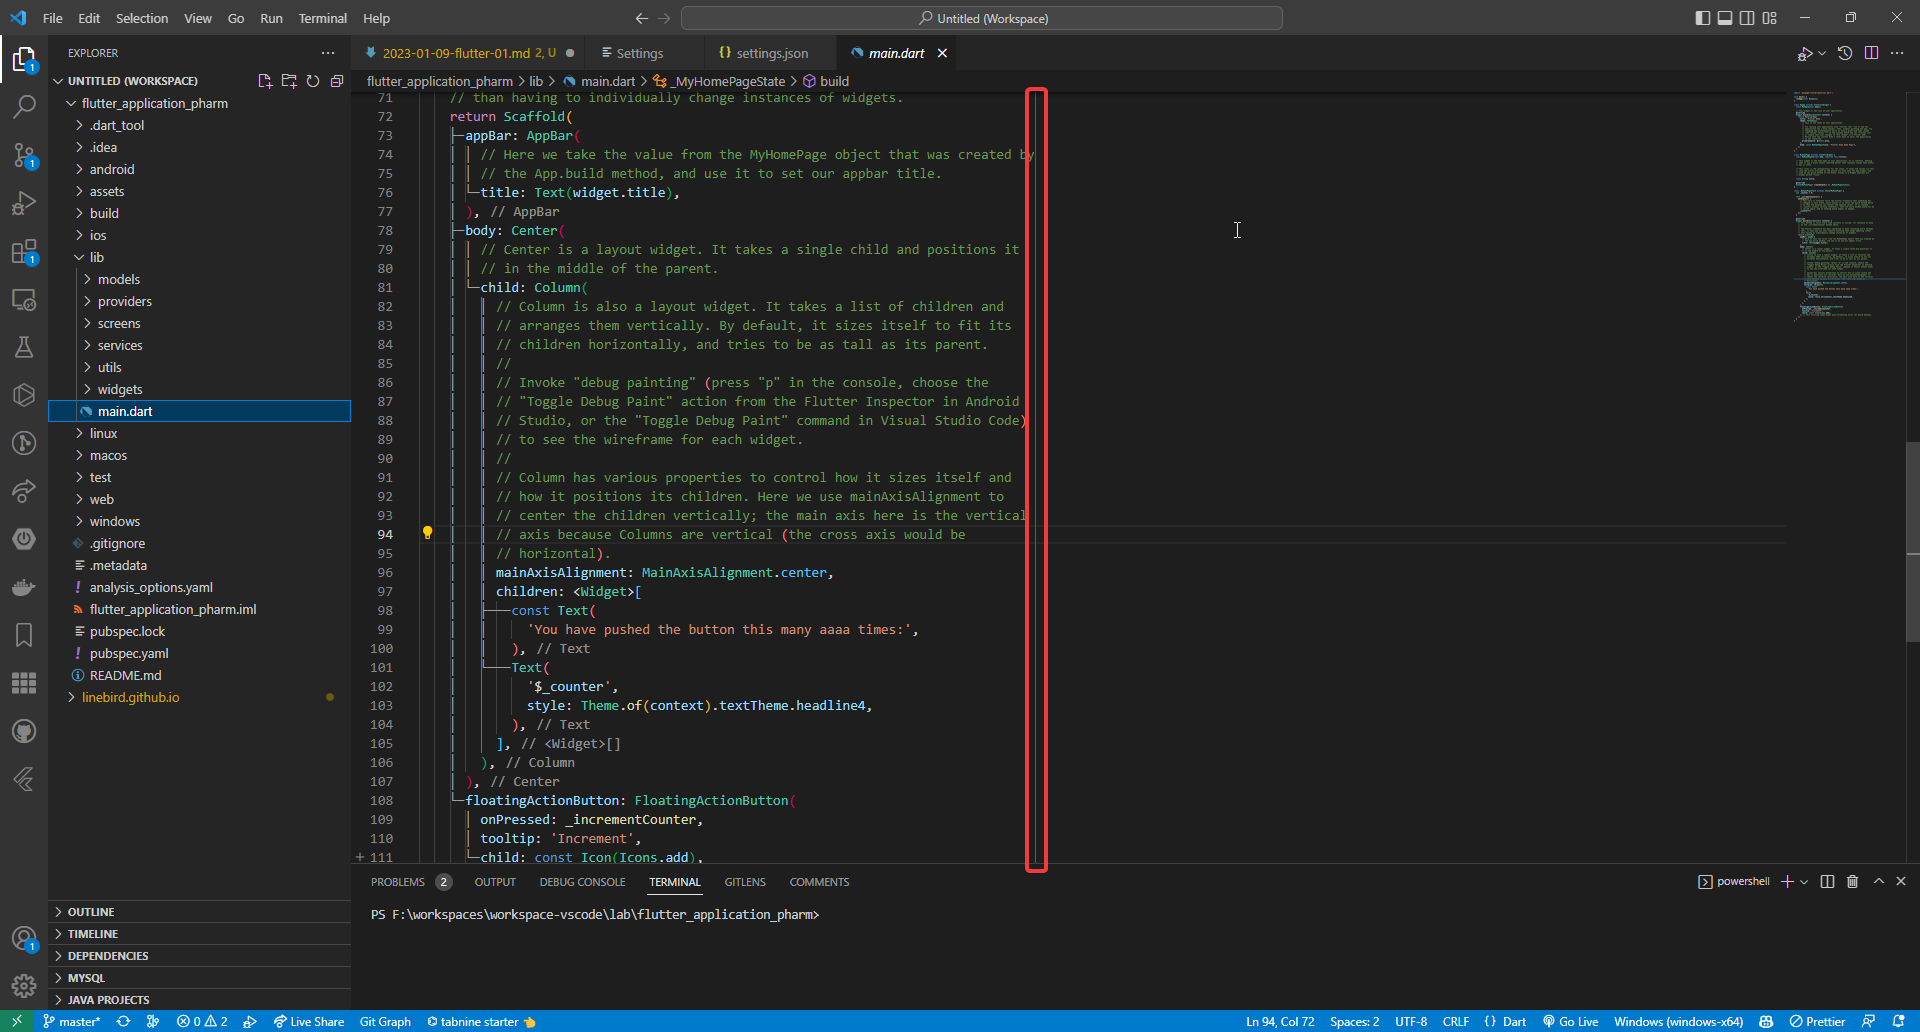 File Edit Selection View Go Run Terminal Help
Untitled (Workspace)
EXPLORER
2023-01-09-flutter-01.md 2, U
Settings
settings.json
main.dart
UNTITLED (WORKSPACE)
flutter_application_pharm > lib > main.dart > _MyHomePageState > build
flutter_application_pharm
.dart_tool
.idea
android
assets
build
ios
lib
models
providers
screens
services
utils
widgets
main.dart
linux
macos
test
web
windows
.gitignore
.metadata
analysis_options.yaml
flutter_application_pharm.iml
pubspec.lock
pubspec.yaml
README.md
linebird.github.io
OUTLINE
TIMELINE
DEPENDENCIES
MYSQL
JAVA PROJECTS
71 // than having to individually change instances of widgets.
72 return Scaffold(
73 appBar: AppBar(
74 // Here we take the value from the MyHomePage object that was created by
75 // the App.build method, and use it to set our appbar title.
76 title: Text(widget.title),
77 ), // AppBar
78 body: Center(
79 // Center is a layout widget. It takes a single child and positions it
80 // in the middle of the parent.
81 child: Column(
82 // Column is also a layout widget. It takes a list of children and
83 // arranges them vertically. By default, it sizes itself to fit its
84 // children horizontally, and tries to be as tall as its parent.
85 //
86 // Invoke "debug painting" (press "p" in the console, choose the
87 // "Toggle Debug Paint" action from the Flutter Inspector in Android
88 // Studio, or the "Toggle Debug Paint" command in Visual Studio Code)
89 // to see the wireframe for each widget.
90 //
91 // Column has various properties to control how it sizes itself and
92 // how it positions its children. Here we use mainAxisAlignment to
93 // center the children vertically; the main axis here is the vertical
94 // axis because Columns are vertical (the cross axis would be
95 // horizontal).
96 mainAxisAlignment: MainAxisAlignment.center,
97 children: <Widget>[
98 const Text(
99 'You have pushed the button this many aaaa times:',
100 ), // Text
101 Text(
102 '$_counter',
103 style: Theme.of(context).textTheme.headline4,
104 ), // Text
105 ], // <Widget>[]
106 ), // Column
107 ), // Center
108 floatingActionButton: FloatingActionButton(
109 onPressed: _incrementCounter,
110 tooltip: 'Increment',
111 child: const Icon(Icons.add),
PROBLEMS 2 OUTPUT DEBUG CONSOLE TERMINAL GITLENS COMMENTS
powershell
PS F:\workspaces\workspace-vscode\lab\flutter_application_pharm>
master* 0 2 Live Share Git Graph tabnine starter
Ln 94, Col 72 Spaces: 2 UTF-8 CRLF {} Dart Go Live Windows (windows-x64) Prettier